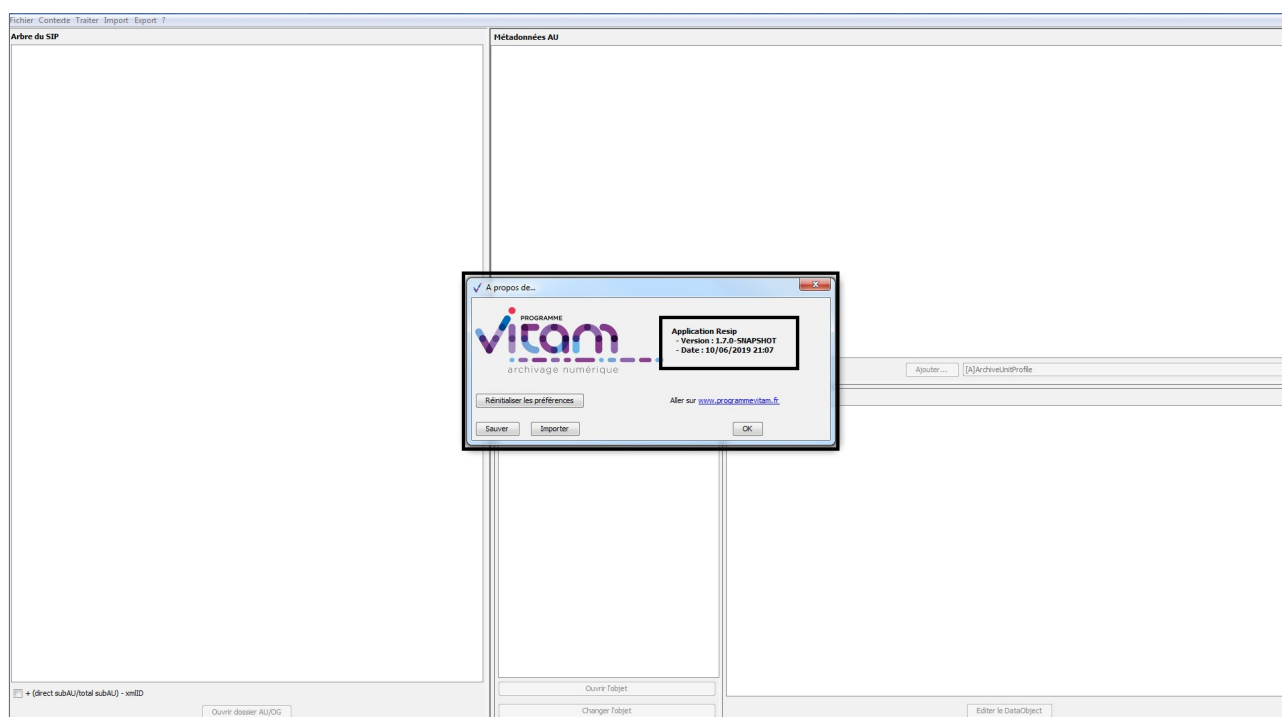 Fichier Contexte Traiter Import Export ?
Arbre du SIP
Métadonnées AU
A propos de...
PROGRAMME
vitam
archivage numérique
Application Resip
- Version : 1.7.0-SNAPSHOT
- Date : 10/06/2019 21:07
Réinitialiser les préférences
Aller sur www.programmevitam.fr
Sauver
Importer
OK
Ajouter...
[A]ArchiveUnitProfile
+ (direct subAU/total subAU) - xmlID
Ouvrir dossier AU/OG
Ouvrir l'objet
Changer l'objet
Editer le DataObject